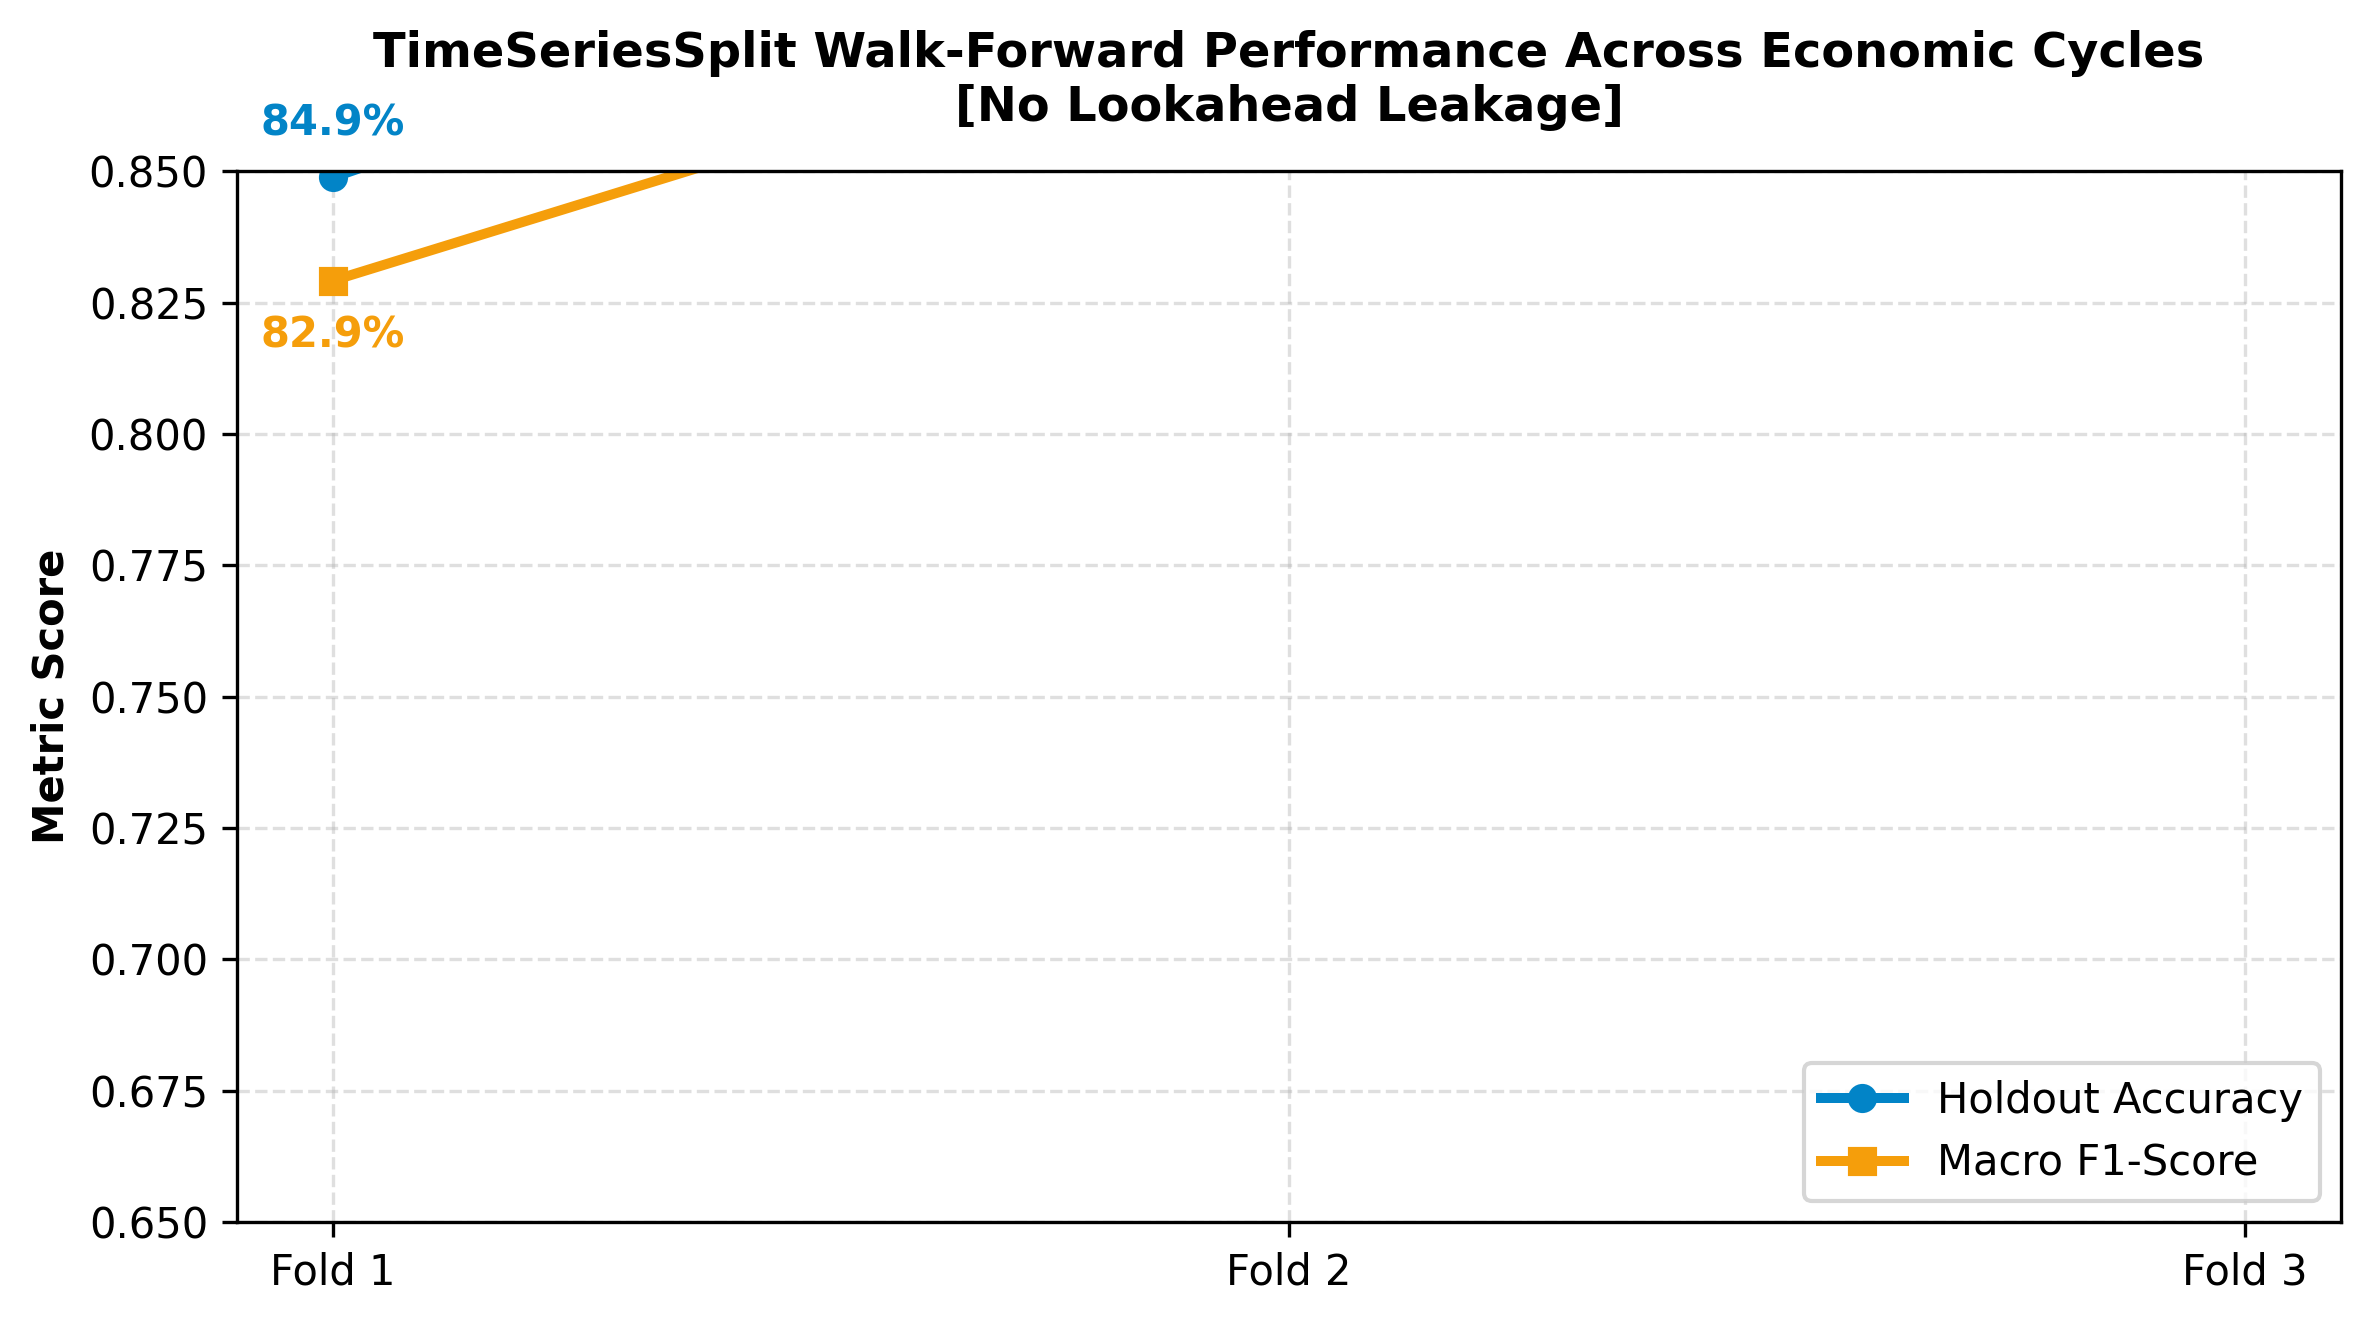 TimeSeriesSplit Walk-Forward Performance Across Economic Cycles
[No Lookahead Leakage]
84.9%
82.9%
Metric Score
0.850
0.825
0.800
0.775
0.750
0.725
0.700
0.675
0.650
Fold 1
Fold 2
Fold 3
Holdout Accuracy
Macro F1-Score